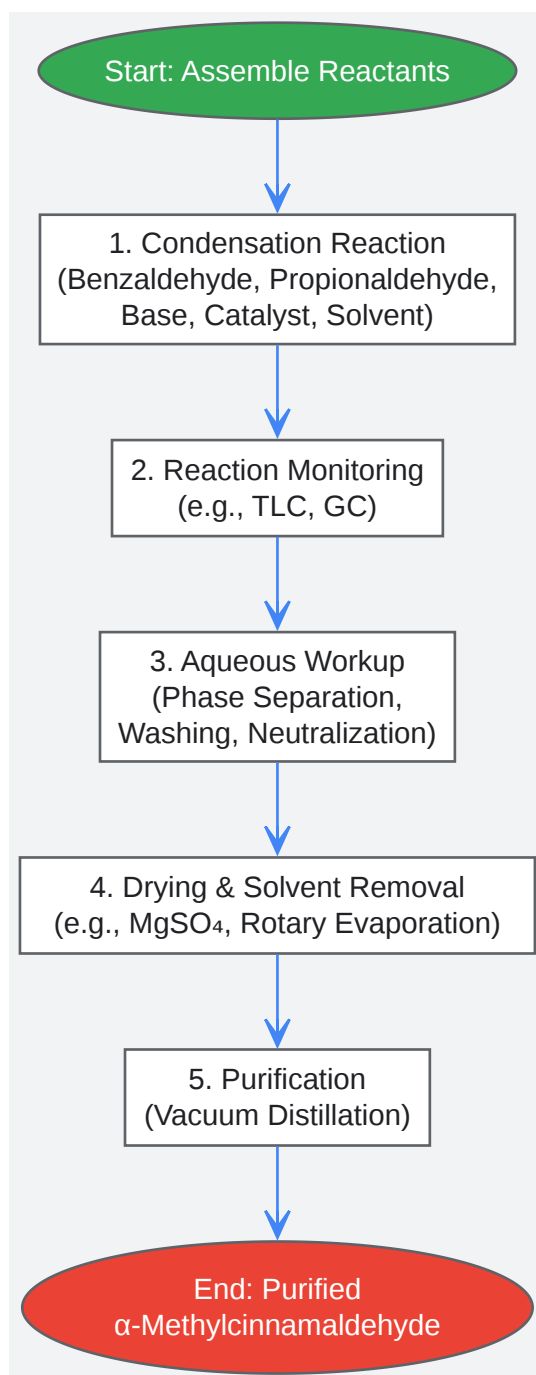 Start: Assemble Reactants
1. Condensation Reaction
(Benzaldehyde, Propionaldehyde,
Base, Catalyst, Solvent)
2. Reaction Monitoring
(e.g., TLC, GC)
3. Aqueous Workup
(Phase Separation,
Washing, Neutralization)
4. Drying & Solvent Removal
(e.g., MgSO₄, Rotary Evaporation)
5. Purification
(Vacuum Distillation)
End: Purified
α-Methylcinnamaldehyde